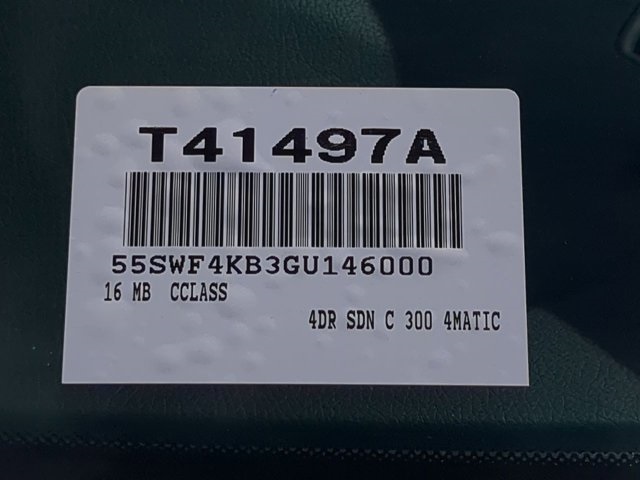 T41497A
55SWF4KB3GU146000
16 MB CCLASS
4DR SDN C 300 4MATIC